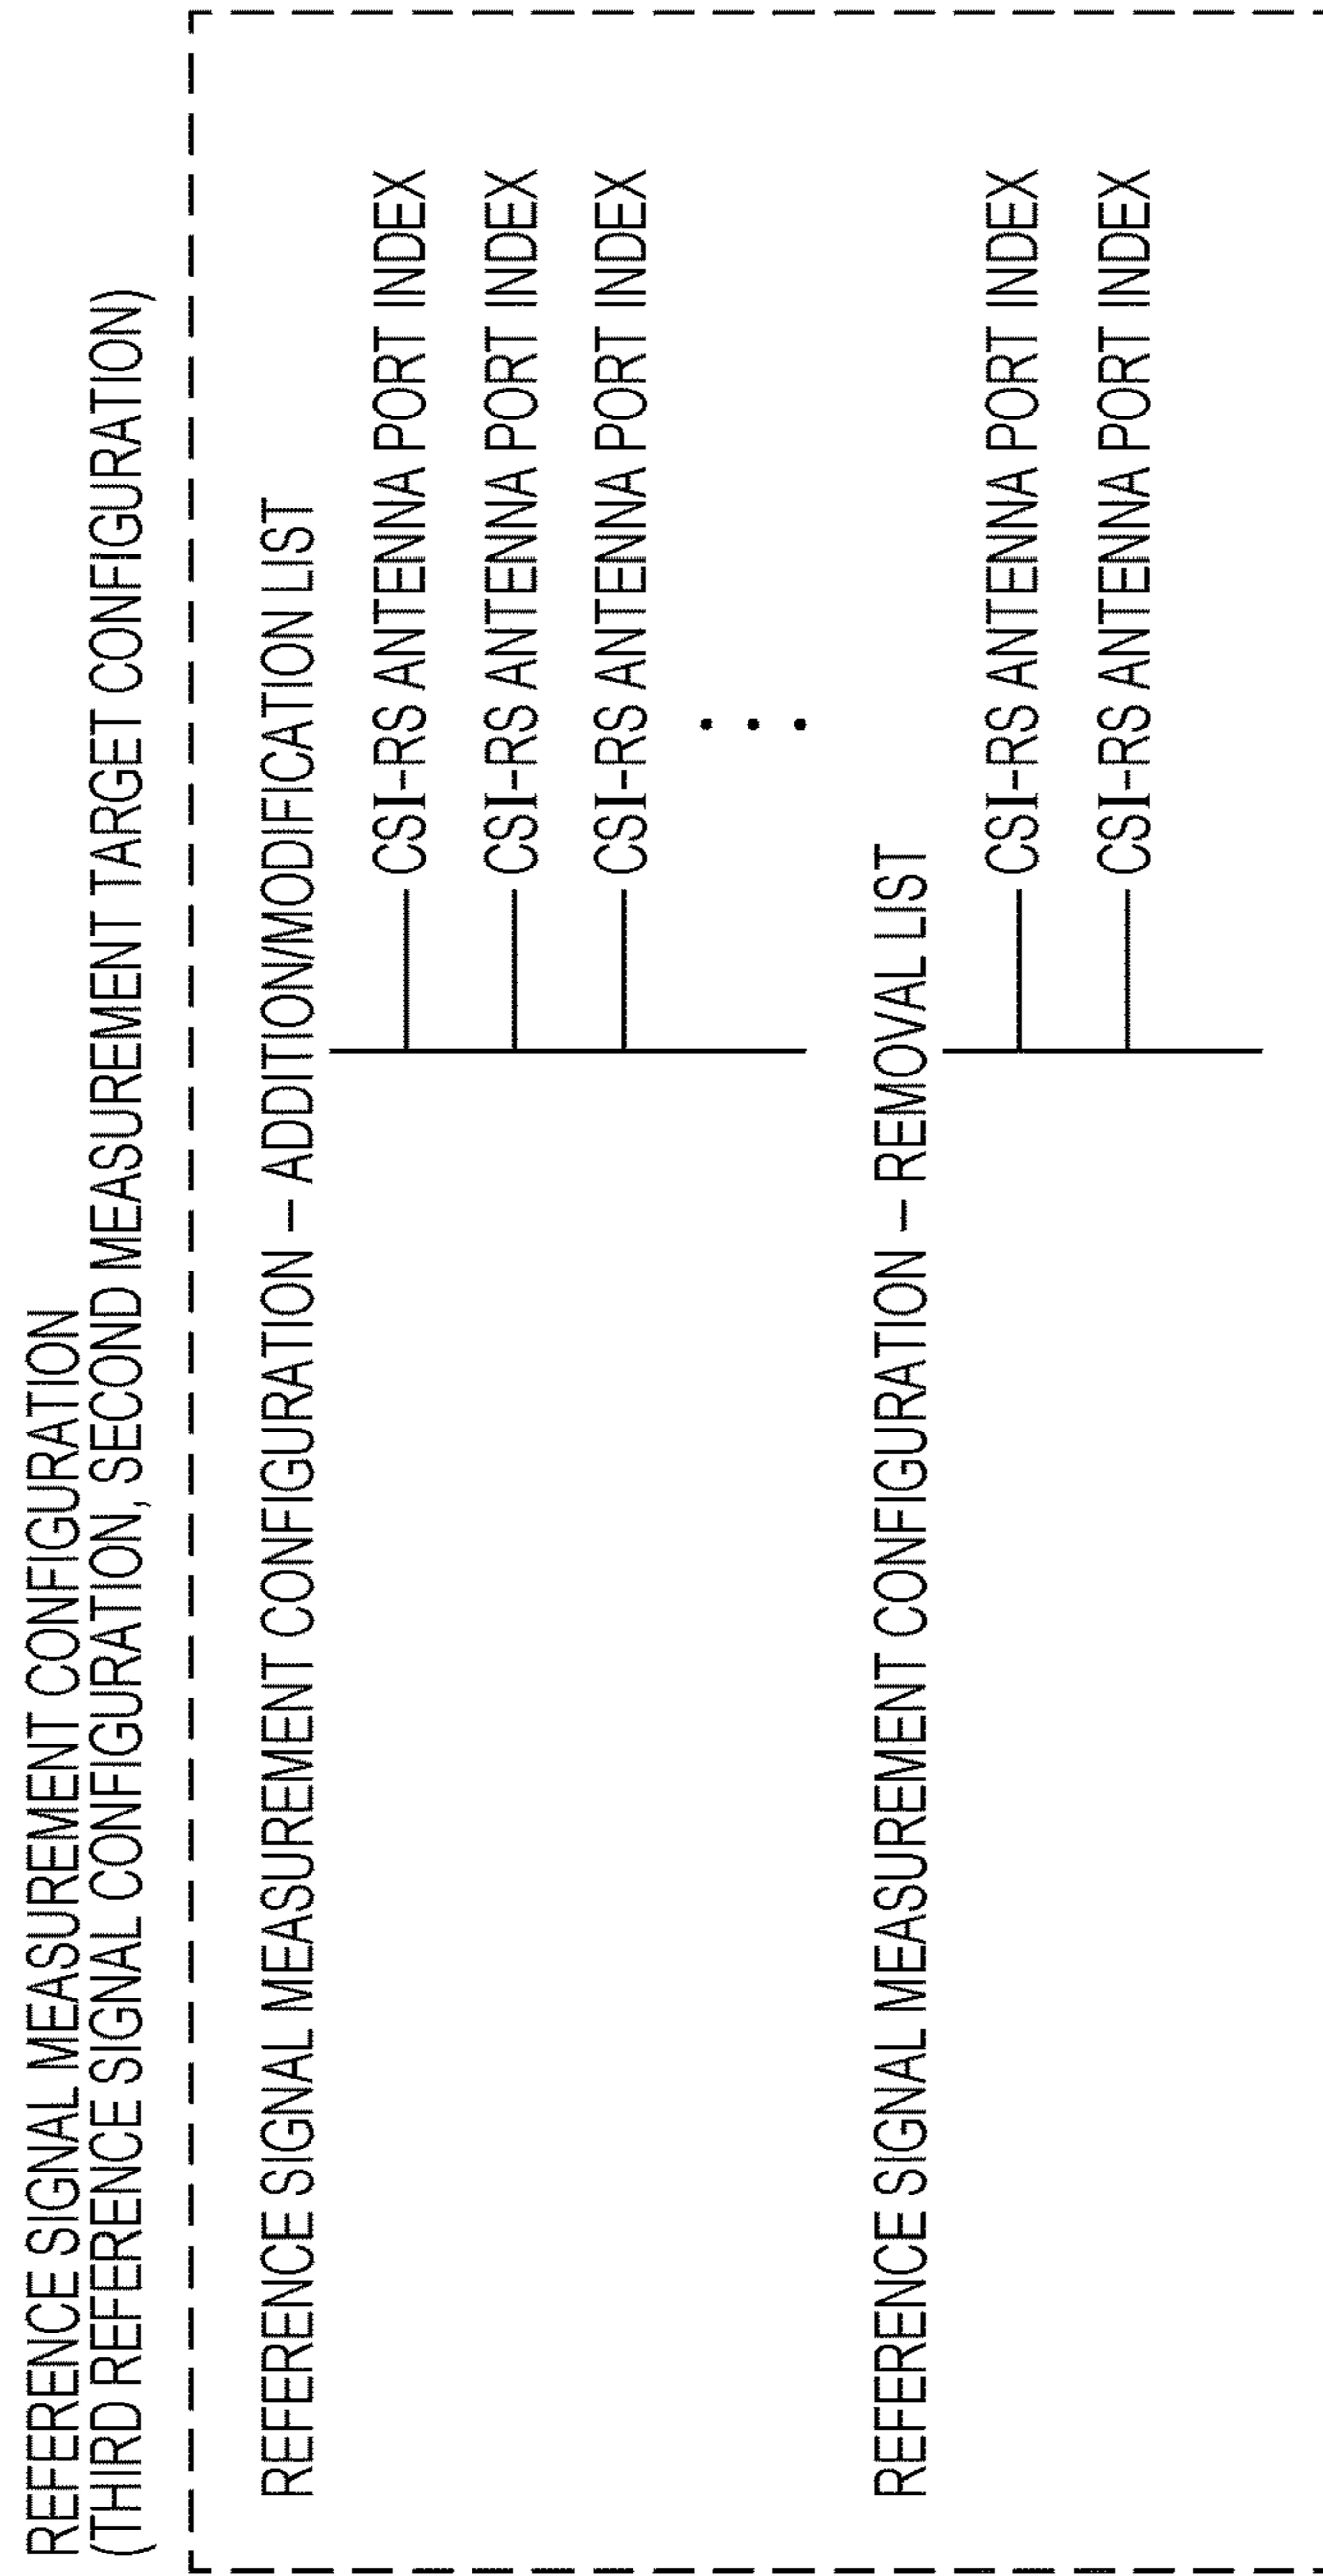 REFERENCE SIGNAL MEASUREMENT CONFIGURATION
(THIRD REFERENCE SIGNAL CONFIGURATION, SECOND MEASUREMENT TARGET CONFIGURATION)
REFERENCE SIGNAL MEASUREMENT CONFIGURATION – ADDITION/MODIFICATION LIST
CSI-RS ANTENNA PORT INDEX
CSI-RS ANTENNA PORT INDEX
CSI-RS ANTENNA PORT INDEX
• • •
REFERENCE SIGNAL MEASUREMENT CONFIGURATION – REMOVAL LIST
CSI-RS ANTENNA PORT INDEX
CSI-RS ANTENNA PORT INDEX